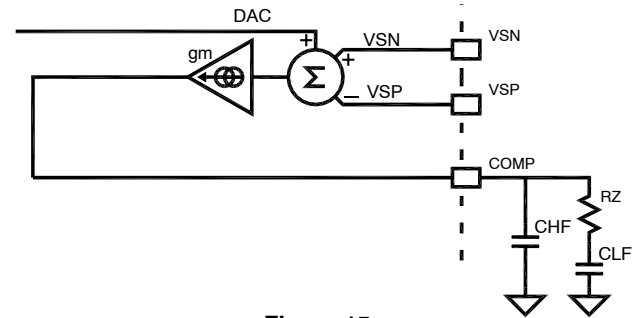 DAC
gm
+
Σ
+
−
VSN
VSP
VSN
VSP
COMP
RZ
CHF
CLF